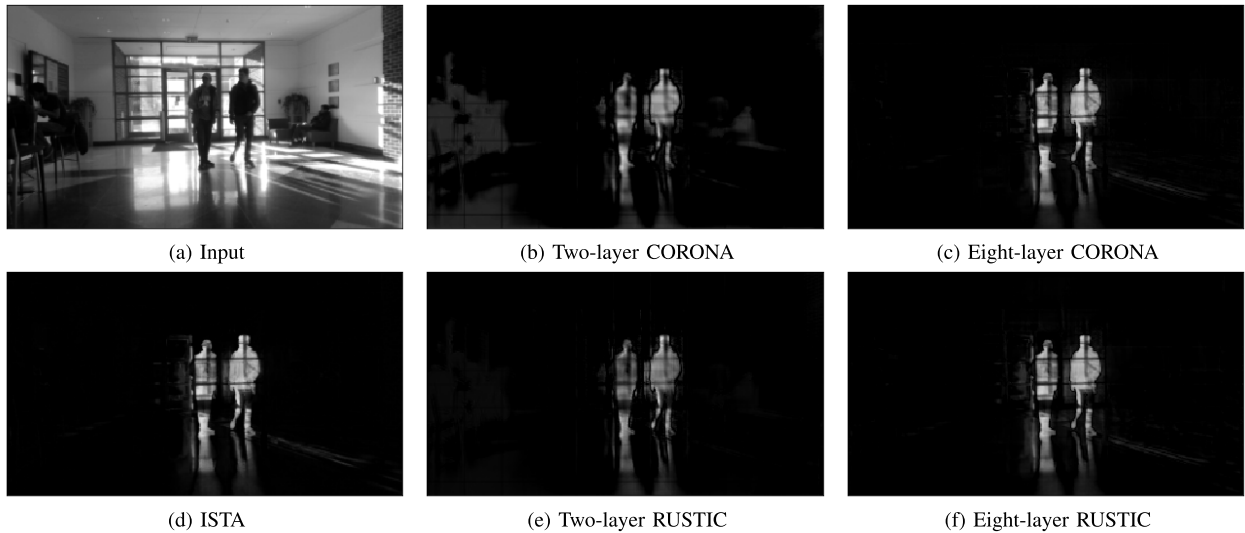 (a) Input
(b) Two-layer CORONA
(c) Eight-layer CORONA
(d) ISTA
(e) Two-layer RUSTIC
(f) Eight-layer RUSTIC